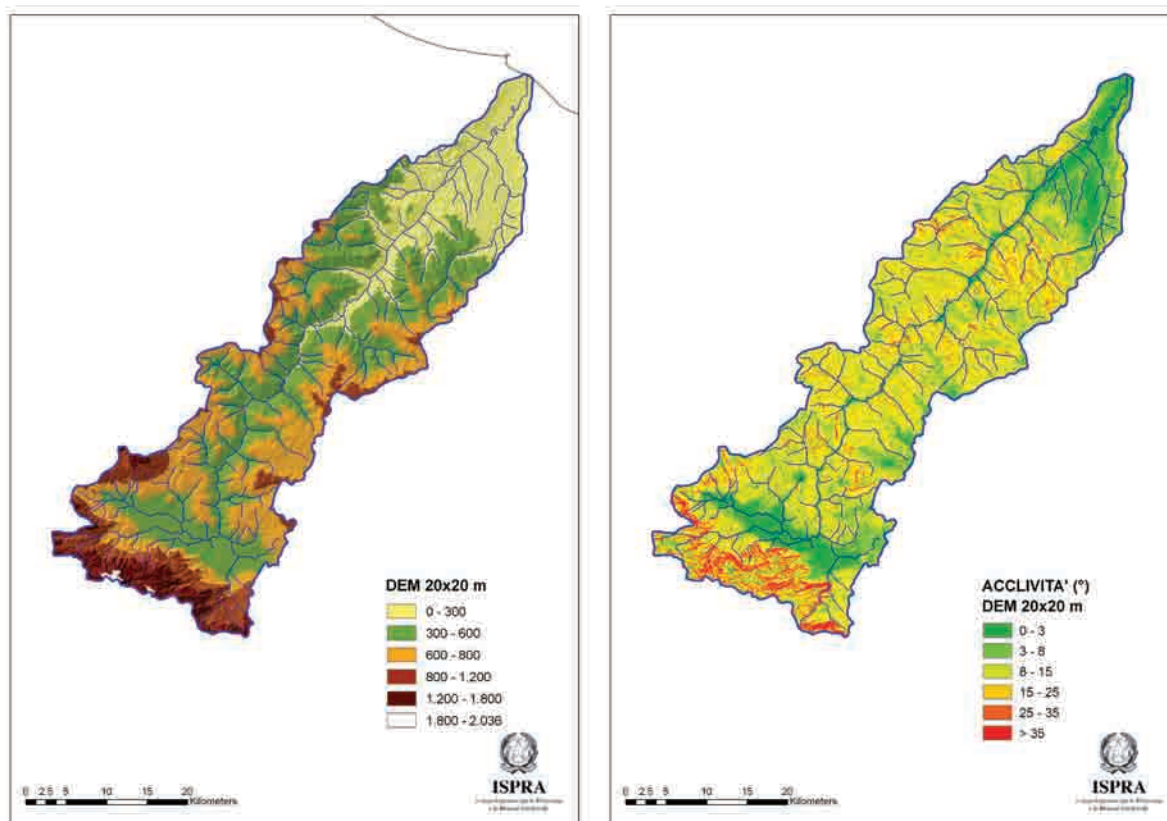 DEM 20x20 m
0 - 300
300 - 600
600 - 800
800 - 1.200
1.200 - 1.800
1.800 - 2.036
0 2.5 5 10 15 20
Kilometers
ISPRA
ACCLIVITA' (°)
DEM 20x20 m
0 - 3
3 - 8
8 - 15
15 - 25
25 - 35
> 35
0 2.5 5 10 15 20
Kilometers
ISPRA